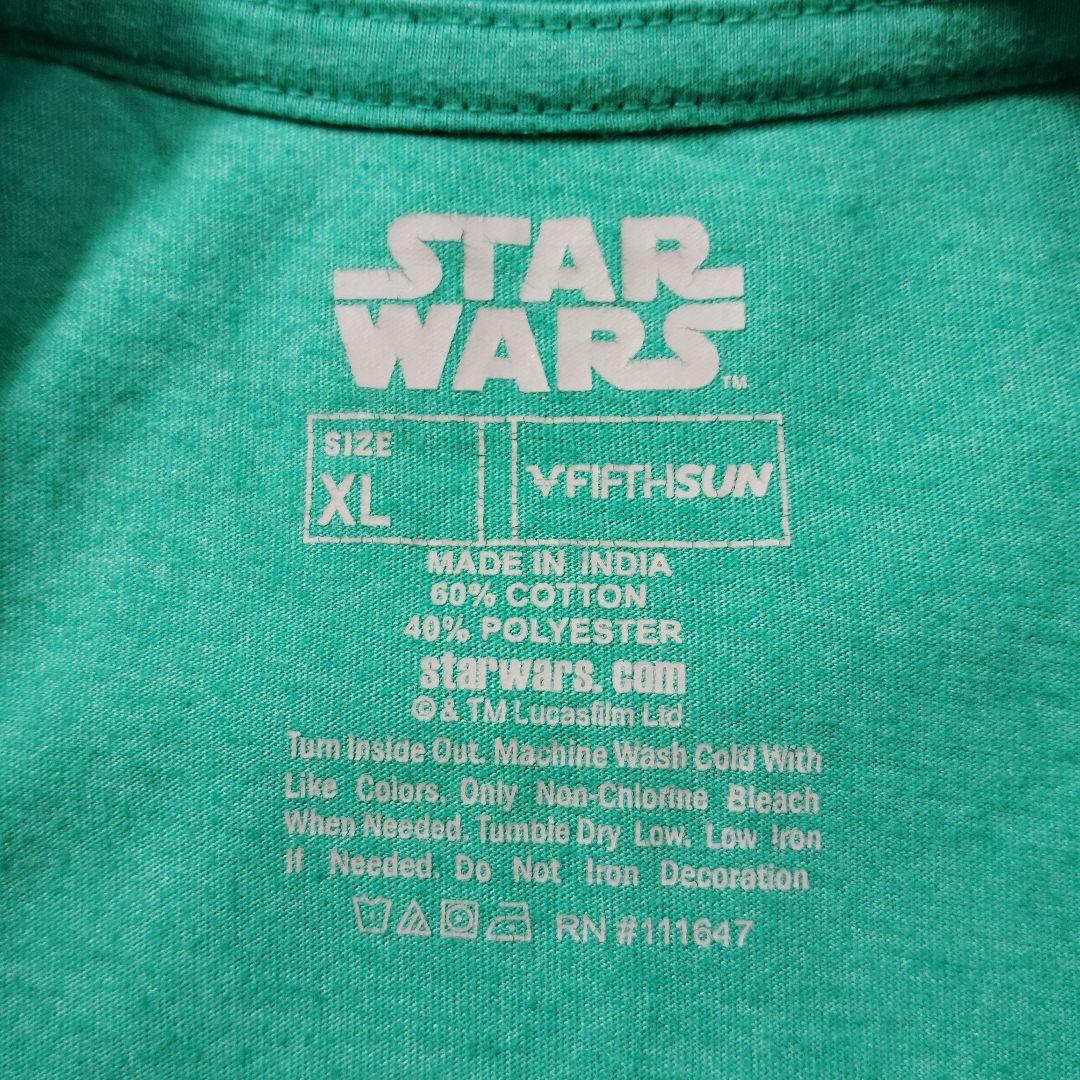 STAR
WARS™
SIZE
XL
FIFTHSUN
MADE IN INDIA
60% COTTON
40% POLYESTER
starwars.com
© & TM Lucasfilm Ltd.
Turn Inside Out. Machine Wash Cold With
Like Colors. Only Non-Chlorine Bleach
When Needed. Tumble Dry Low. Low Iron
If Needed. Do Not Iron Decoration
RN #111647